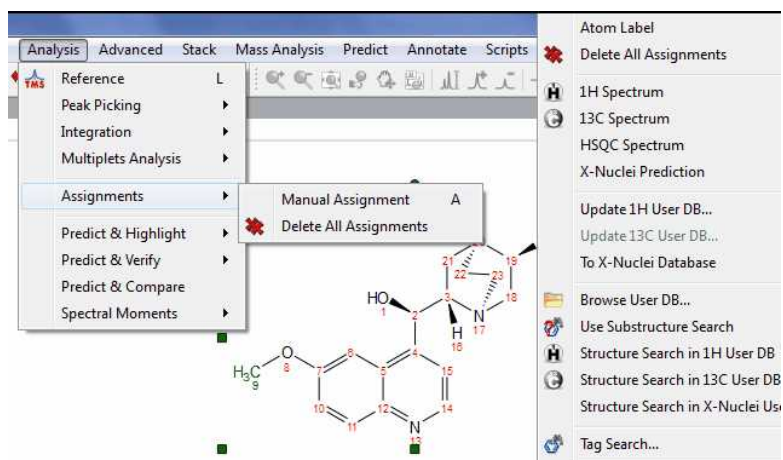 Analysis Advanced Stack Mass Analysis Predict Annotate Scripts
TMS Reference L
Peak Picking
Integration
Multiplets Analysis
Assignments
Predict & Highlight
Predict & Verify
Predict & Compare
Spectral Moments
Manual Assignment A
Delete All Assignments
Atom Label
Delete All Assignments
H 1H Spectrum
C 13C Spectrum
HSQC Spectrum
X-Nuclei Prediction
Update 1H User DB...
Update 13C User DB...
To X-Nuclei Database
Browse User DB...
Use Substructure Search
H Structure Search in 1H User DB
C Structure Search in 13C User DB
Structure Search in X-Nuclei
Tag Search...
21 19
22 23
HO 3 18
1 2 N
H 17
16
O 4
8 7 6 5 15
H3C
9
10 12 14
11 N
13